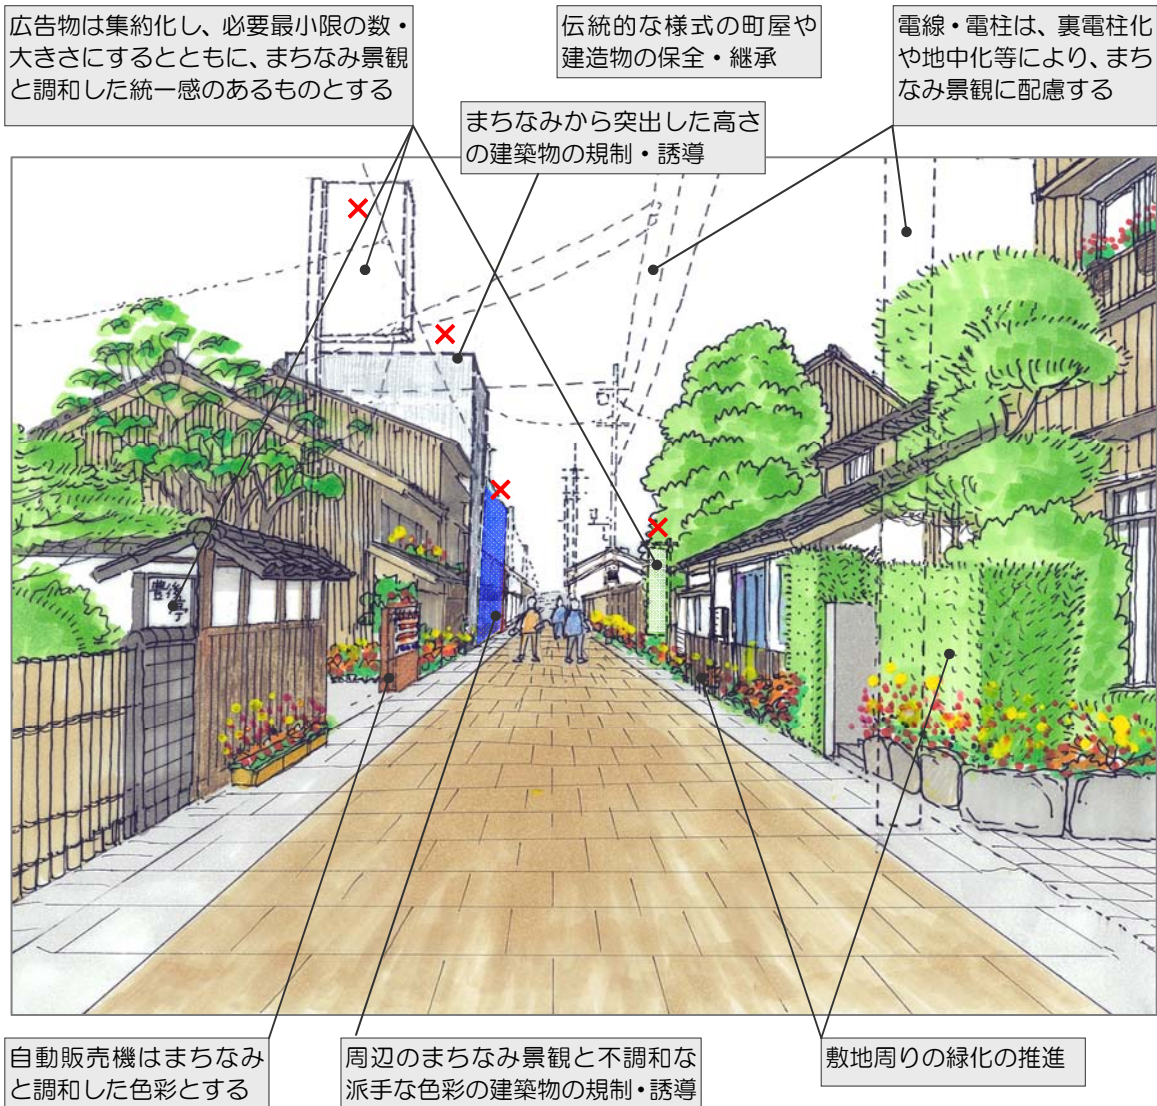 広告物は集約化し、必要最小限の数・
大きさにするとともに、まちなみ景観
と調和した統一感のあるものとする
伝統的な様式の町屋や
建造物の保全・継承
電線・電柱は、裏電柱化
や地中化等により、まち
なみ景観に配慮する
まちなみから突出した高さ
の建築物の規制・誘導
自動販売機はまちなみ
と調和した色彩とする
周辺のまちなみ景観と不調和な
派手な色彩の建築物の規制・誘導
敷地周りの緑化の推進